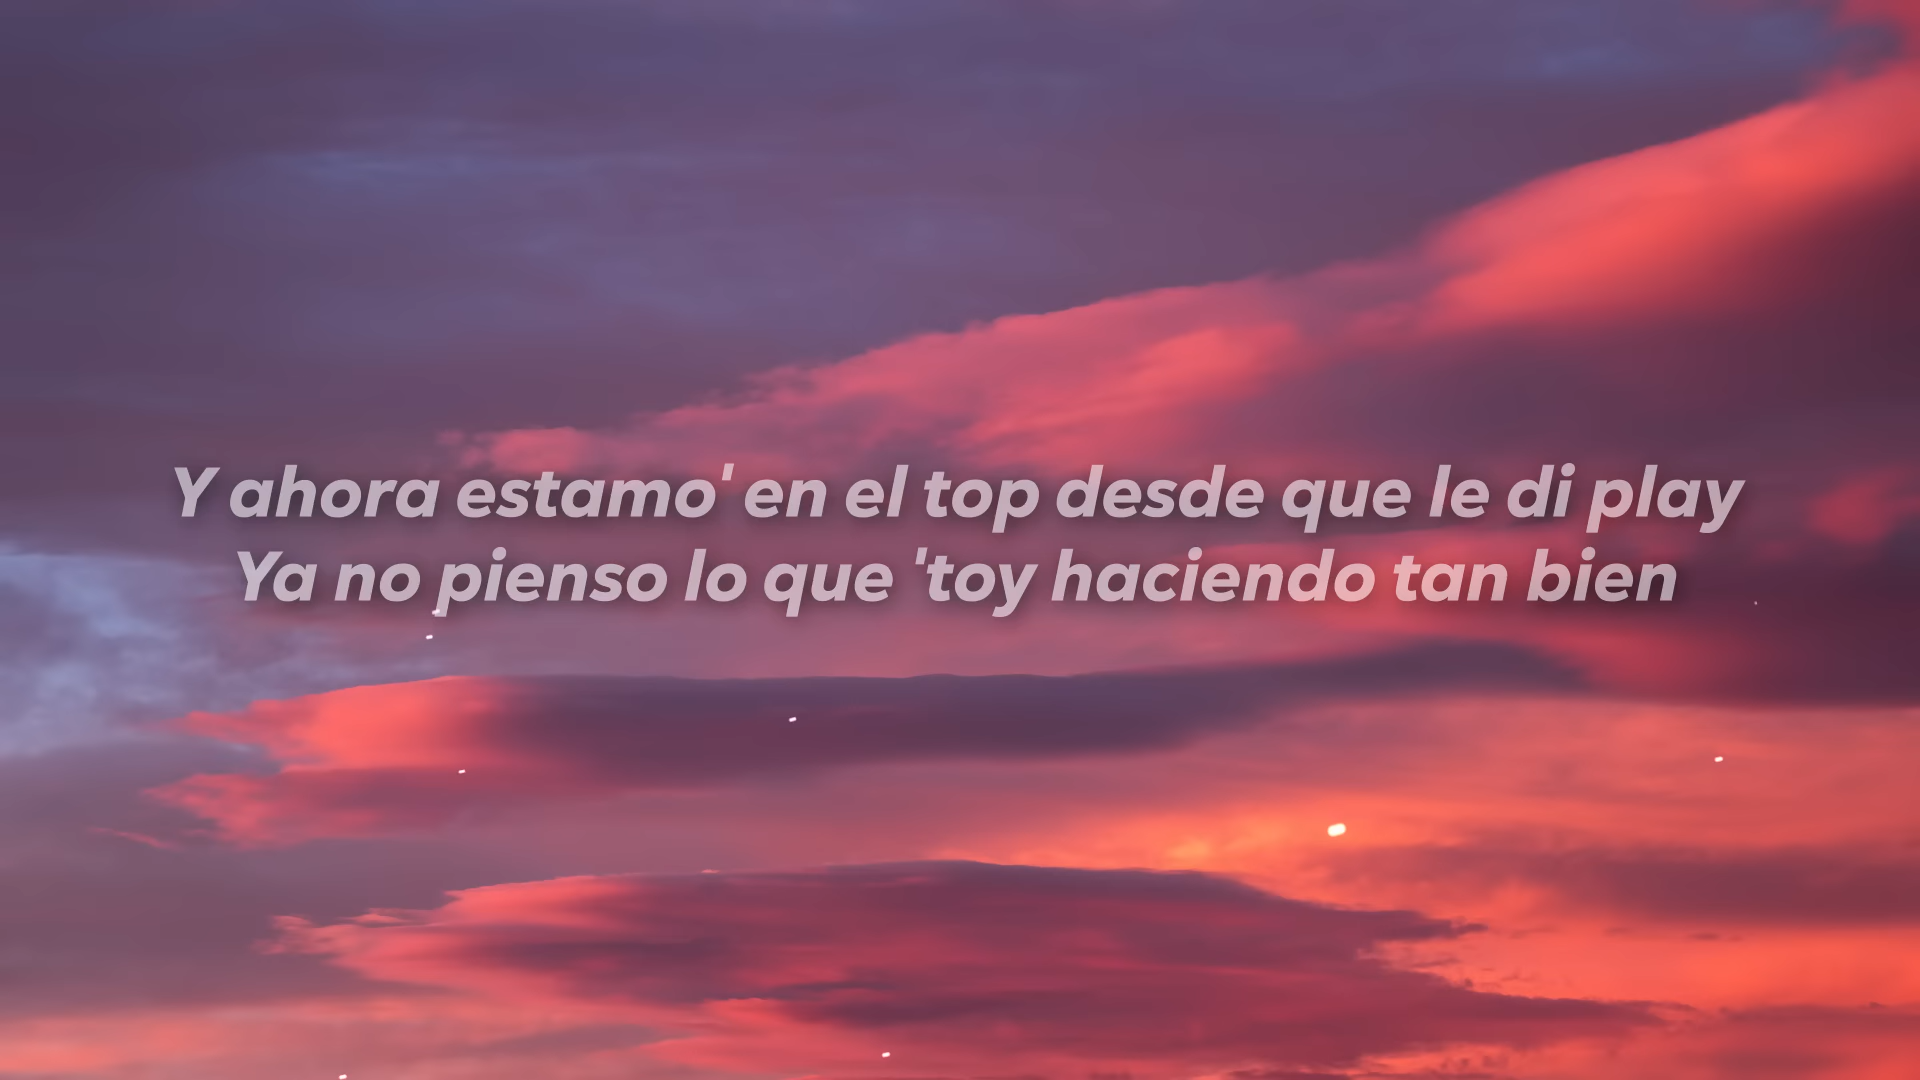 Y ahora estamo' en el top desde que le di play
Ya no pienso lo que 'toy haciendo tan bien